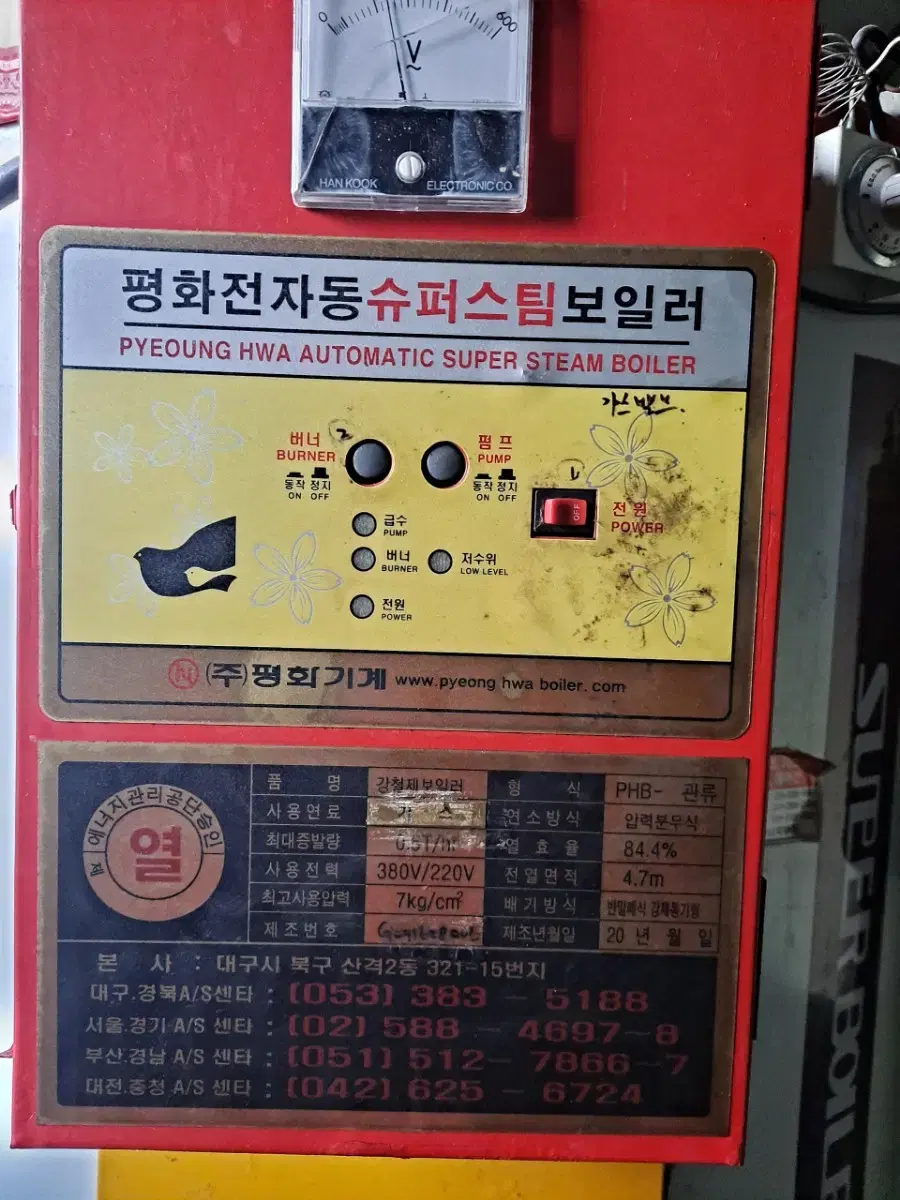 0 600
V
HAN KOOK ELECTRONIC CO
평화전자동슈퍼스팀보일러
PYEOUNG HWA AUTOMATIC SUPER STEAM BOILER
버너 2
BURNER
동작 정지
ON OFF
펌프
PUMP
동작 정지
ON OFF
1
OFF
전원
POWER
급수
PUMP
버너
BURNER
저수위
LOW LEVEL
전원
POWER
(주)평화기계 www.pyeong hwa boiler.com
에너지관리공단승인
열
품 명 강철제보일러 형 식 PHB- 관류
사용연료 가 스 연소방식 압력분무식
최대증발량 열효율 84.4%
사용전력 380V/220V 전열면적 4.7m
최고사용압력 7kg/cm² 배기방식
제조번호 제조년월일 20 년 월 일
본 사 : 대구시 북구 산격2동 321-15번지
대구.경북A/S센타 : (053) 383 - 5188
서울.경기 A/S 센타 : (02) 588 - 4697~8
부산.경남 A/S 센타 : (051) 512 - 7866~7
대전.중청 A/S 센타 : (042) 625 - 6724
SUPER BOILER